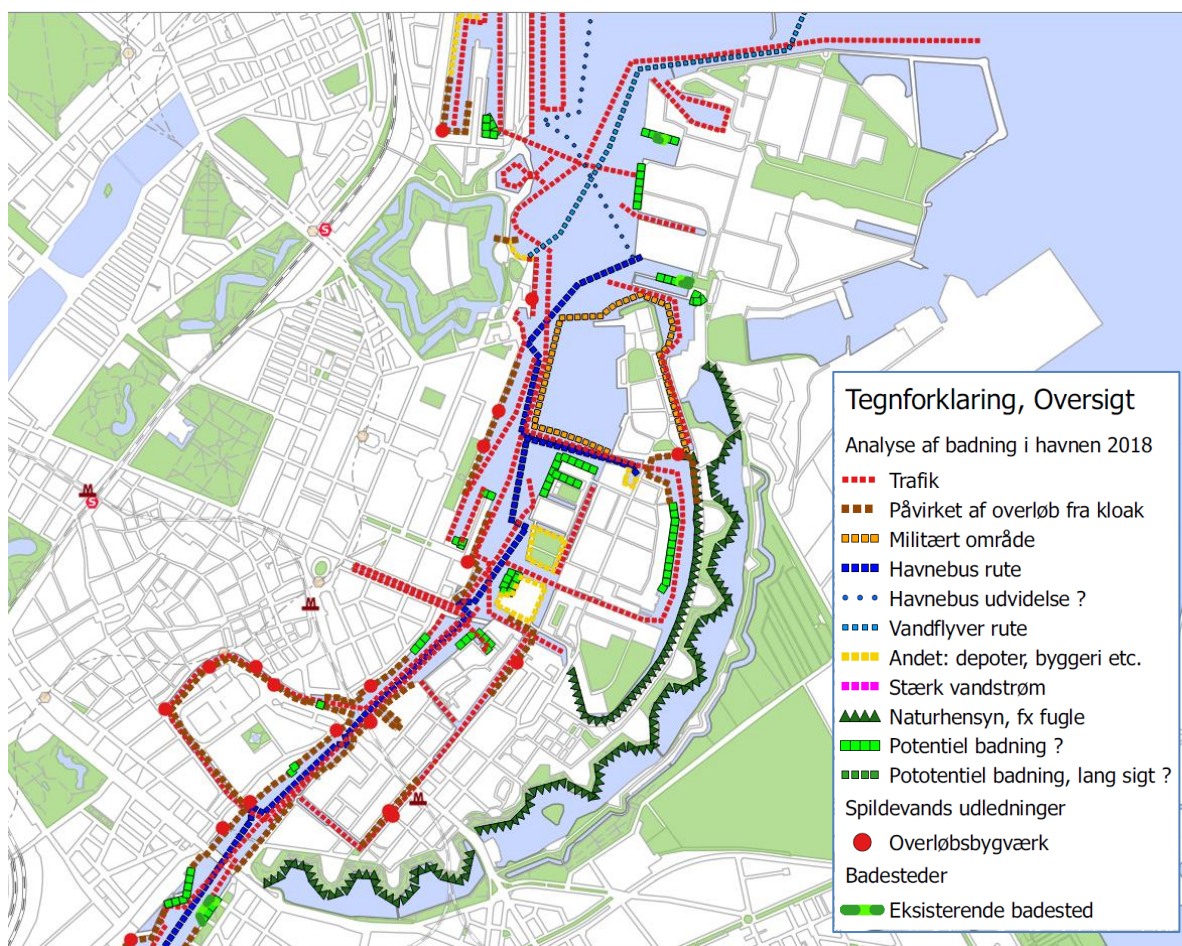 S
M
S
M
M
Tegnforklaring, Oversigt
Analyse af badning i havnen 2018
Trafik
Påvirket af overløb fra kloak
Militært område
Havnebus rute
Havnebus udvidelse ?
Vandflyver rute
Andet: depoter, byggeri etc.
Stærk vandstrøm
Naturhensyn, fx fugle
Potentiel badning ?
Pototentiel badning, lang sigt ?
Spildevands udledninger
Overløbsbygværk
Badesteder
Eksisterende badested